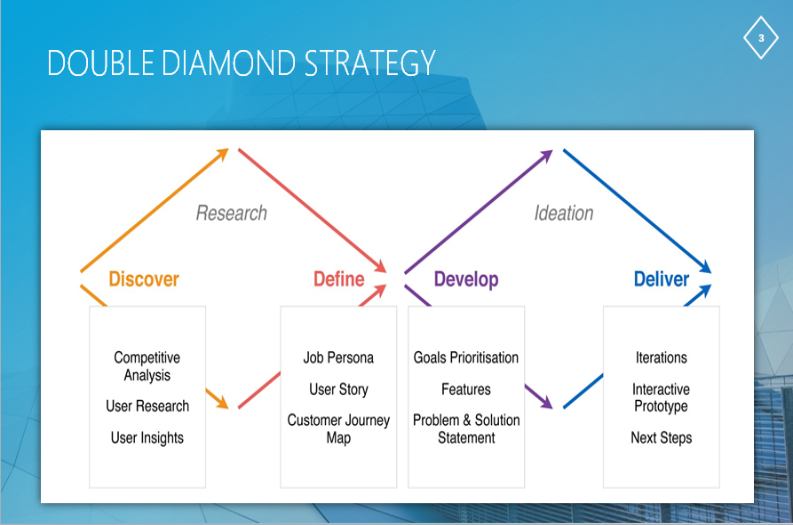 3
DOUBLE DIAMOND STRATEGY
Research
Ideation
Discover
Define
Develop
Deliver
Competitive
Analysis
User Research
User Insights
Job Persona
User Story
Customer Journey
Map
Goals Prioritisation
Features
Problem & Solution
Statement
Iterations
Interactive
Prototype
Next Steps